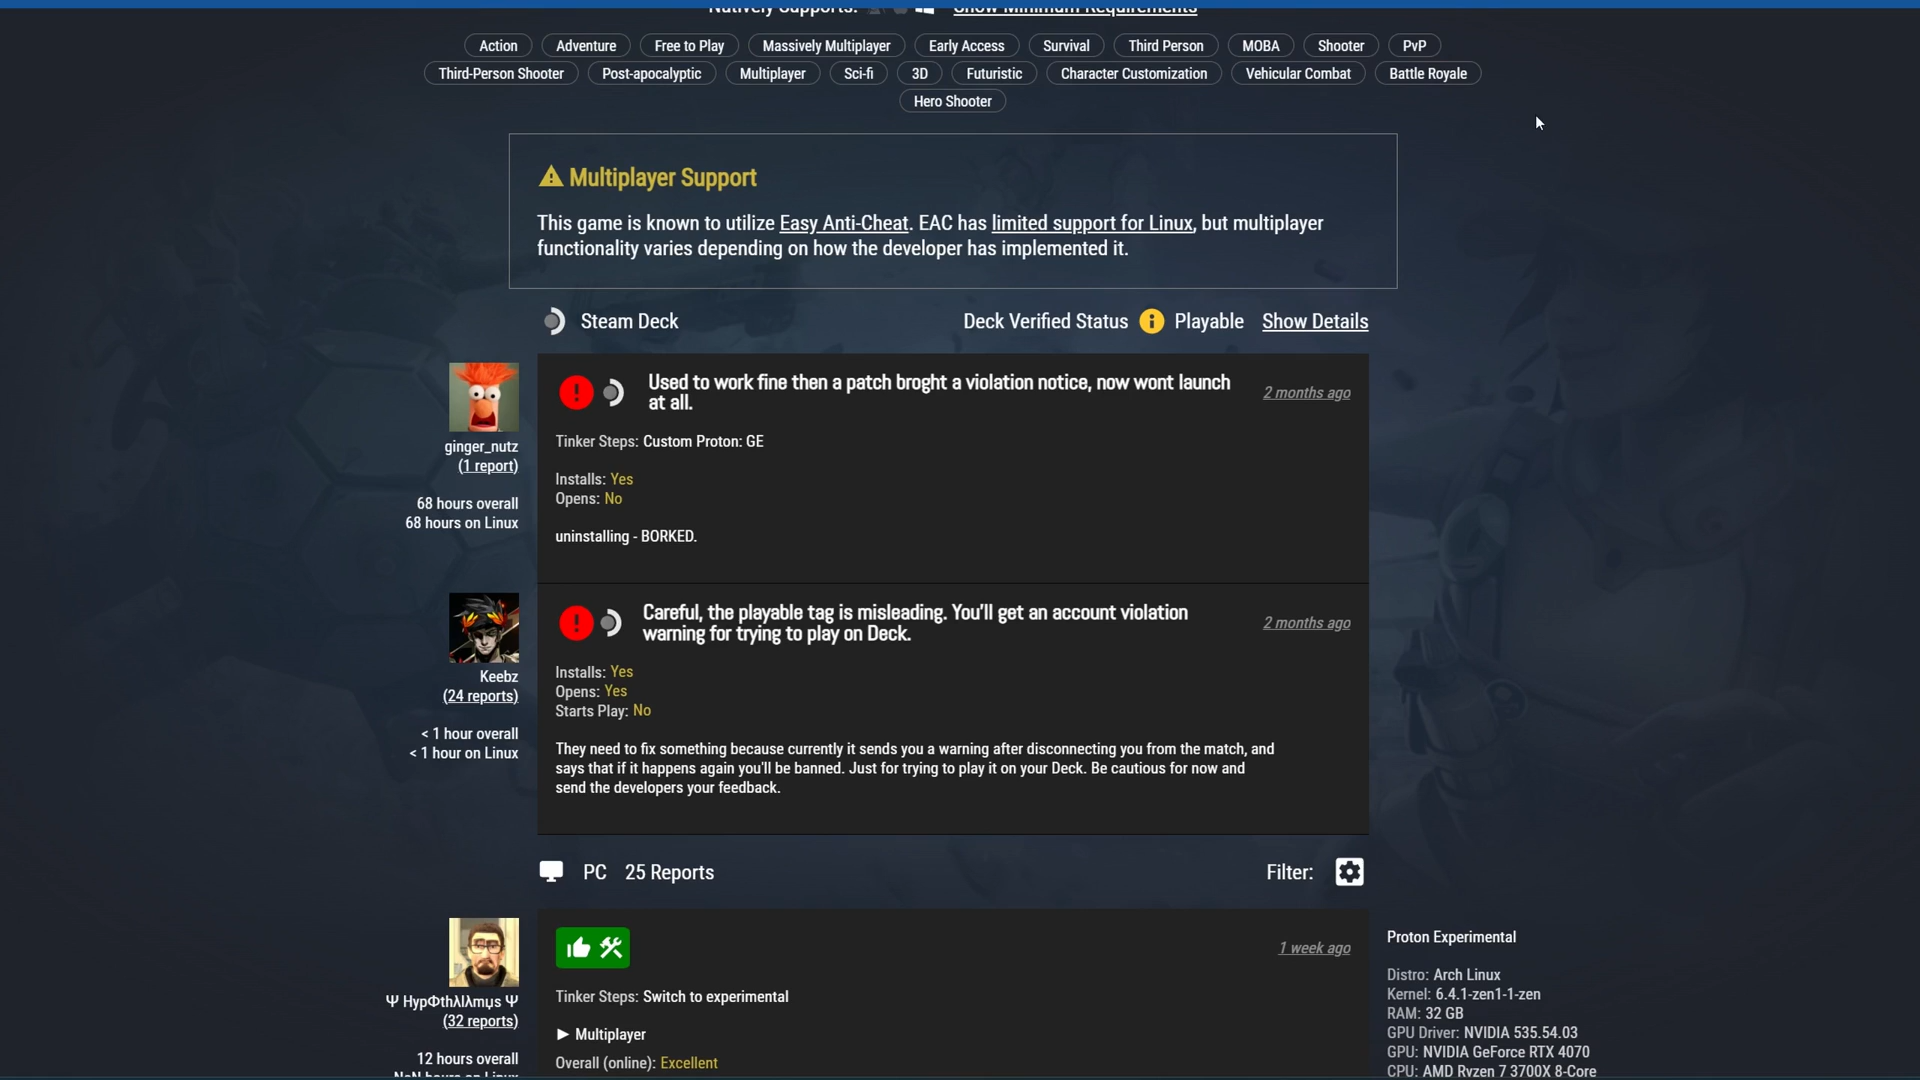 Natively Supports: Show Minimum Requirements
Action Adventure Free to Play Massively Multiplayer Early Access Survival Third Person MOBA Shooter PvP
Third-Person Shooter Post-apocalyptic Multiplayer Sci-fi 3D Futuristic Character Customization Vehicular Combat Battle Royale
Hero Shooter
Multiplayer Support
This game is known to utilize Easy Anti-Cheat. EAC has limited support for Linux, but multiplayer
functionality varies depending on how the developer has implemented it.
Steam Deck Deck Verified Status Playable Show Details
ginger_nutz
(1 report)
68 hours overall
68 hours on Linux
Used to work fine then a patch broght a violation notice, now wont launch
at all.
2 months ago
Tinker Steps: Custom Proton: GE
Installs: Yes
Opens: No
uninstalling - BORKED.
Keebz
(24 reports)
< 1 hour overall
< 1 hour on Linux
Careful, the playable tag is misleading. You'll get an account violation
warning for trying to play on Deck.
2 months ago
Installs: Yes
Opens: Yes
Starts Play: No
They need to fix something because currently it sends you a warning after disconnecting you from the match, and
says that if it happens again you'll be banned. Just for trying to play it on your Deck. Be cautious for now and
send the developers your feedback.
PC 25 Reports Filter:
Ψ HypΦthλlλmμs Ψ
(32 reports)
12 hours overall
NaN hours on Linux
1 week ago
Tinker Steps: Switch to experimental
▶ Multiplayer
Overall (online): Excellent
Proton Experimental
Distro: Arch Linux
Kernel: 6.4.1-zen1-1-zen
RAM: 32 GB
GPU Driver: NVIDIA 535.54.03
GPU: NVIDIA GeForce RTX 4070
CPU: AMD Ryzen 7 3700X 8-Core